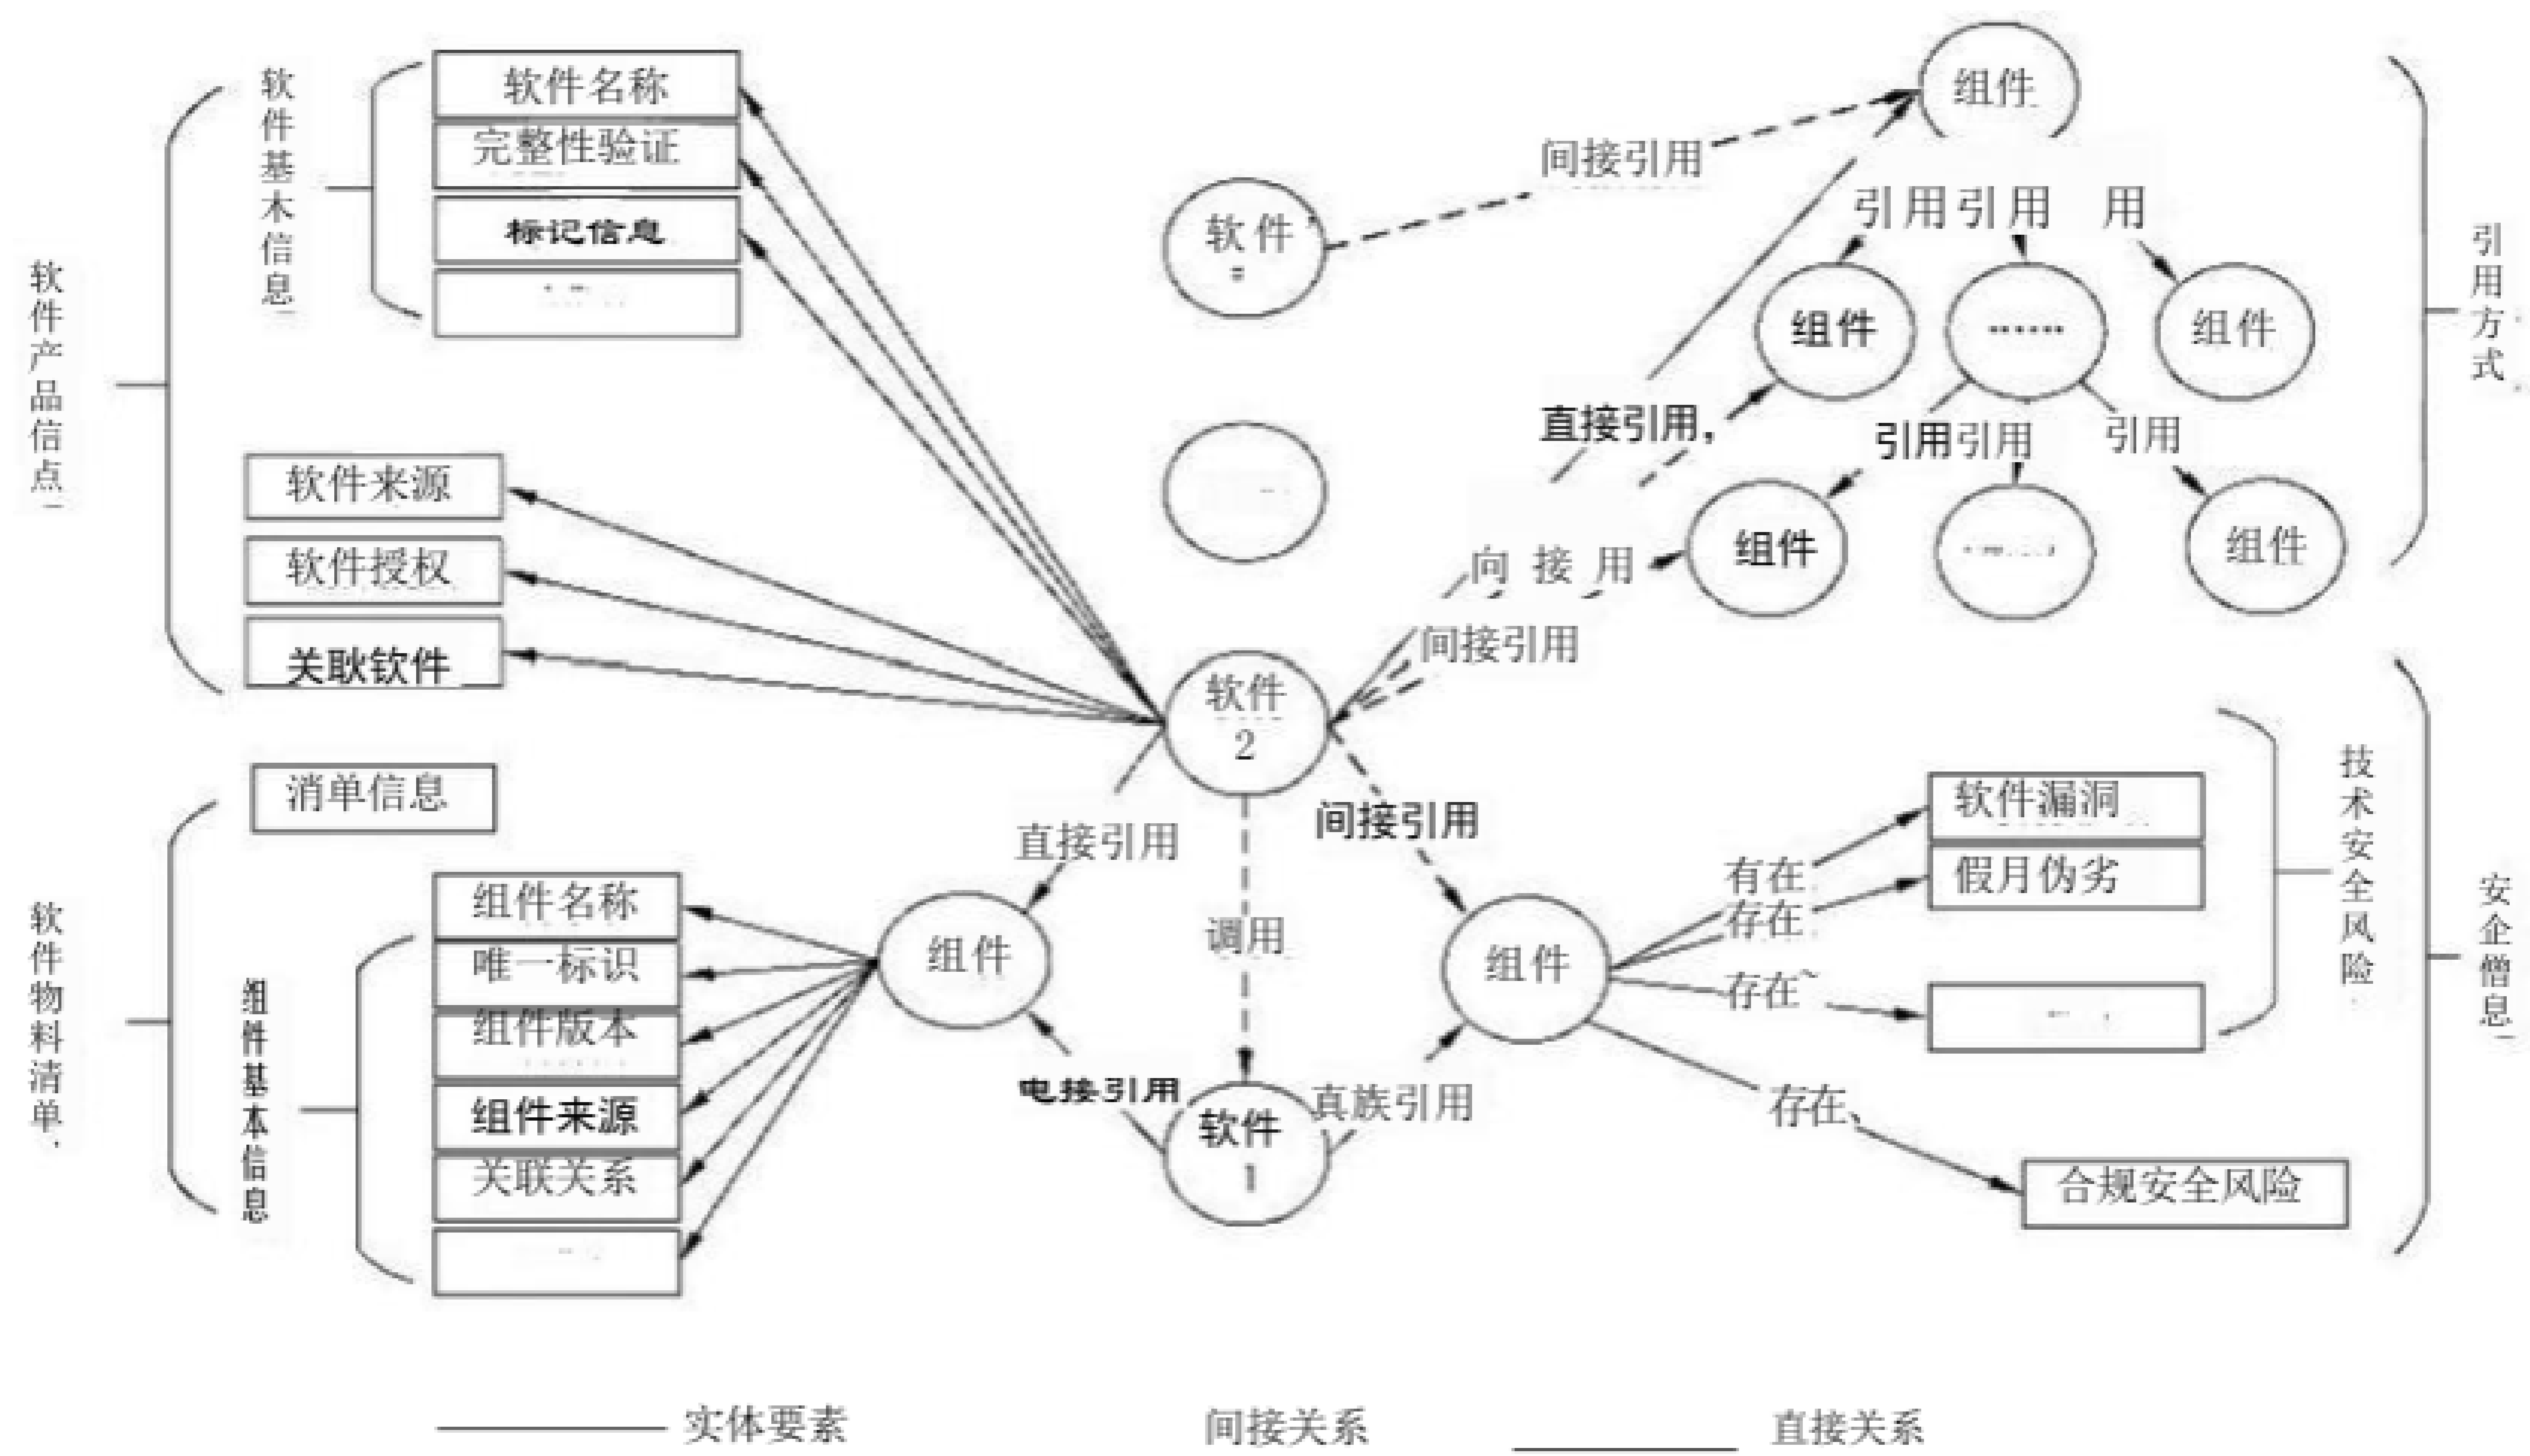 软件产品信点
软件基木信息
软件名称
完整性验证
标记信息
软件来源
软件授权
关耿钦件
软件物料清单.
消单信息
组件基本信息
组件名称
唯一标识
组件版本
组件来源
关联关系
软件
软件
2
软件
1
直接引用
调用
间接引用
电接引用
真族引用
组件
组件
间接引用
组件
引用引用 用
组件
……
组件
直接引用,
引用引用
引用
组件
组件
向 接 用
间接引用
引用方式
有在
存在
存在~
存在
软件漏洞
假月伪劣
合规安全风险
技术安全风险
安企僧息
实体要素
间接关系
直接关系